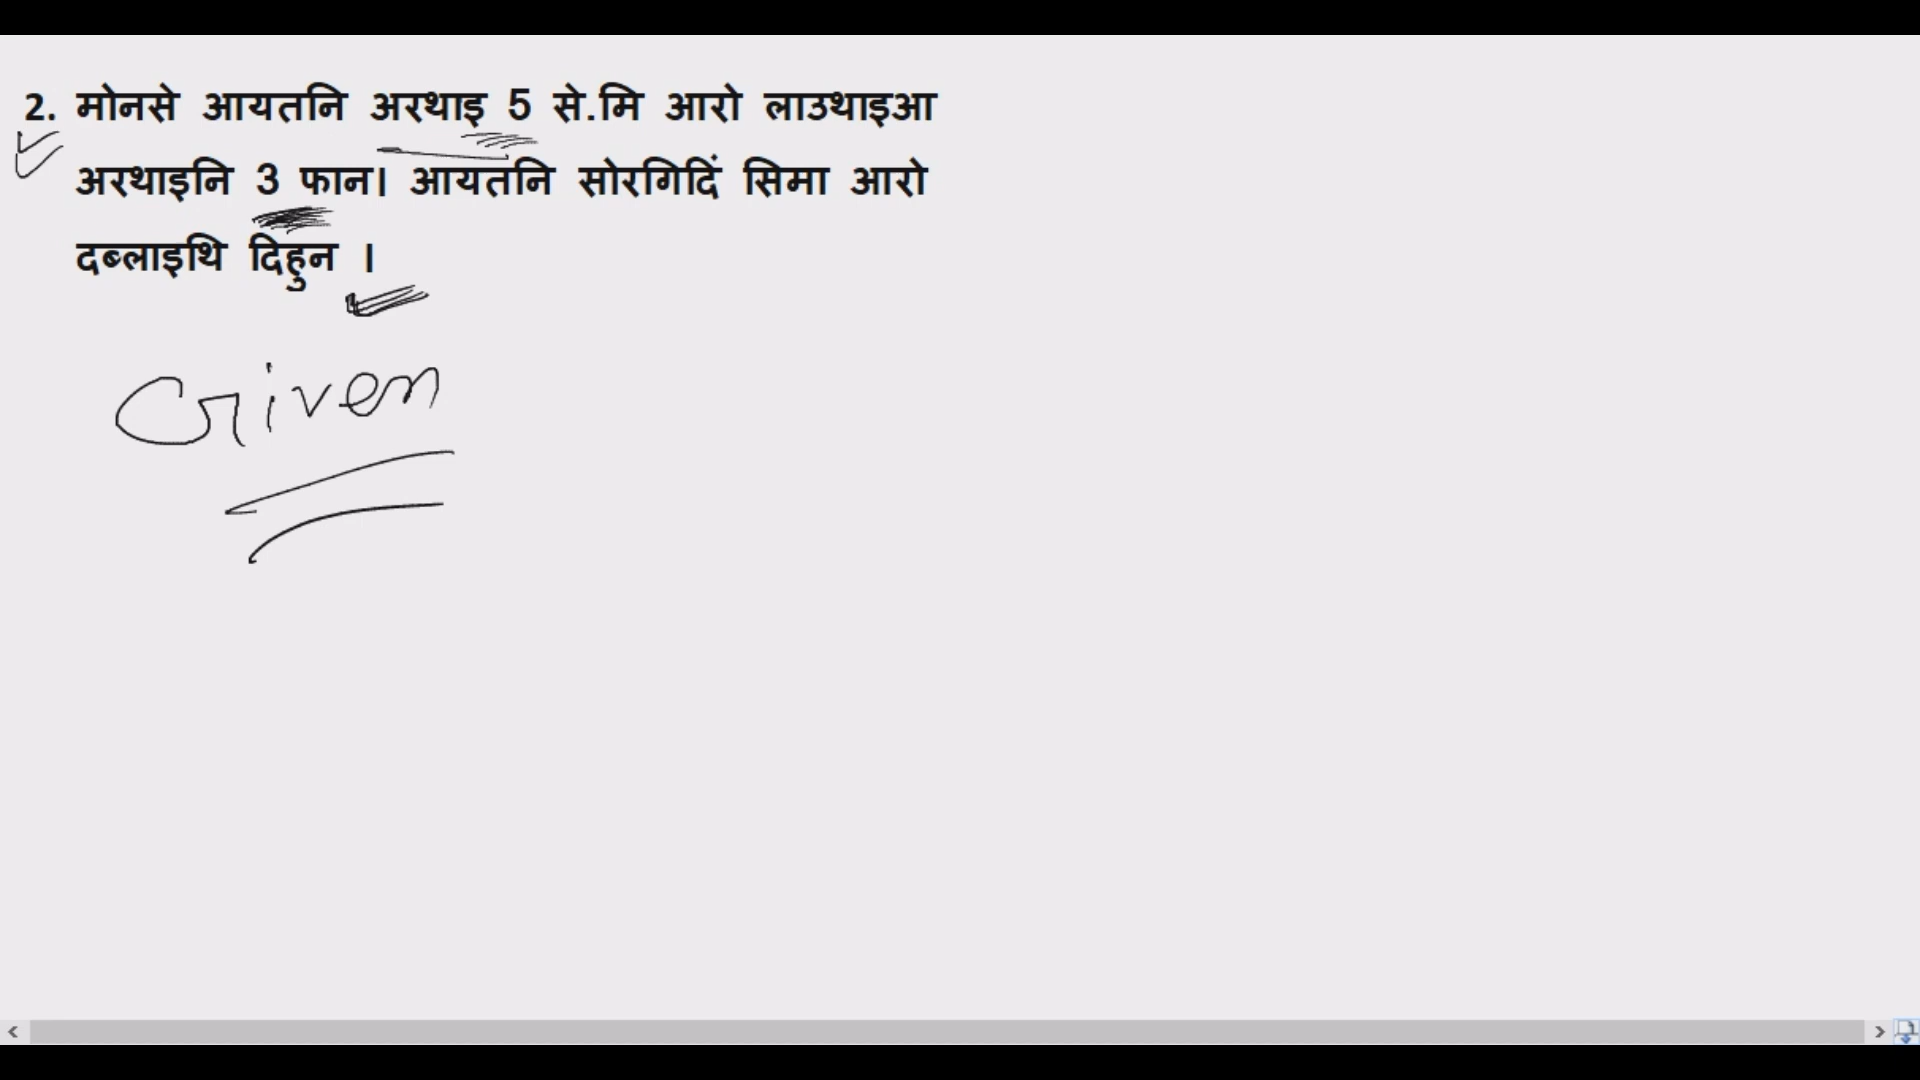 2. मोनसे आयतनि अरथाइ 5 से.मि आरो लाउथाइआ
अरथाइनि 3 फान। आयतनि सोरगिदिं सिमा आरो
दब्लाइथि दिहुन ।
Given